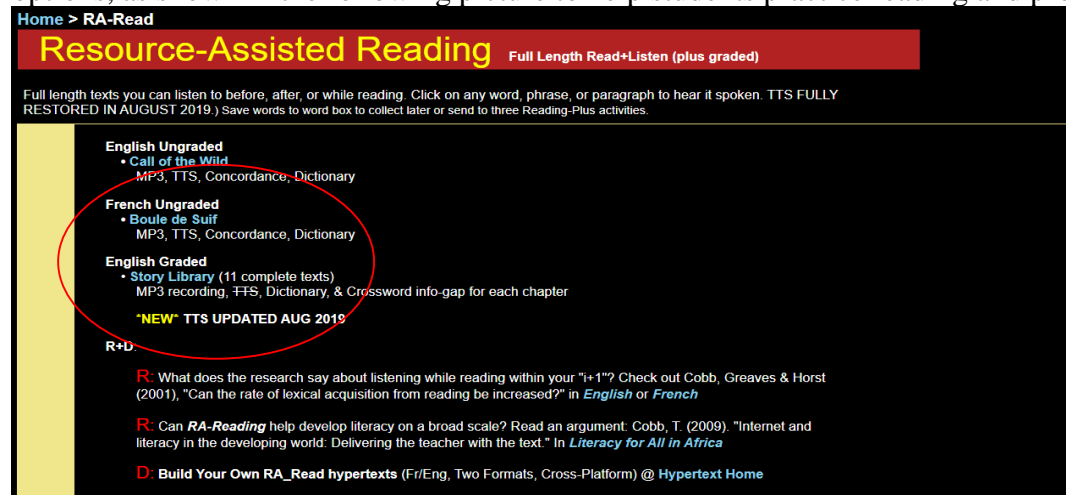 Home > RA-Read
Resource-Assisted Reading Full Length Read+Listen (plus graded)
Full length texts you can listen to before, after, or while reading. Click on any word, phrase, or paragraph to hear it spoken. TTS FULLY
RESTORED IN AUGUST 2019.) Save words to word box to collect later or send to three Reading-Plus activities.
English Ungraded
• Call of the Wild
MP3, TTS, Concordance, Dictionary
French Ungraded
• Boule de Suif
MP3, TTS, Concordance, Dictionary
English Graded
• Story Library (11 complete texts)
MP3 recording, TTS, Dictionary, & Crossword info-gap for each chapter
*NEW* TTS UPDATED AUG 2019
R+D:
R: What does the research say about listening while reading within your "i+1"? Check out Cobb, Greaves & Horst
(2001), "Can the rate of lexical acquisition from reading be increased?" in English or French
R: Can RA-Reading help develop literacy on a broad scale? Read an argument: Cobb, T. (2009). "Internet and
literacy in the developing world: Delivering the teacher with the text." In Literacy for All in Africa
D: Build Your Own RA_Read hypertexts (Fr/Eng, Two Formats, Cross-Platform) @ Hypertext Home